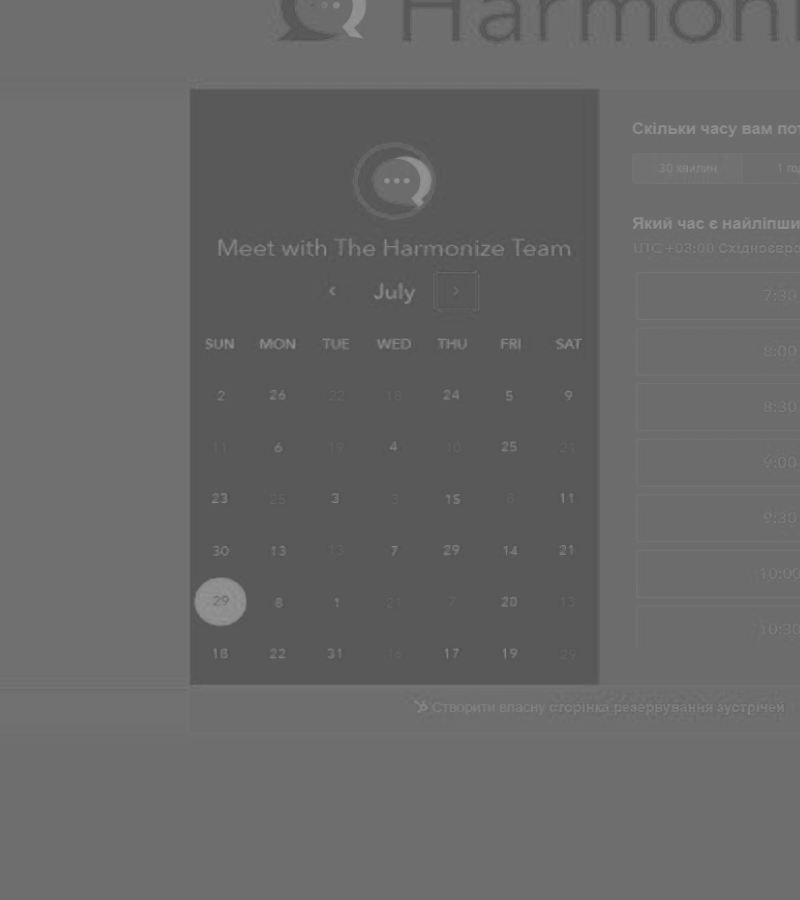 Harmoni
Скільки часу вам пот
30 хвилин 1 го
Який час є найліпши
UTC +03:00 Східноєвро
Meet with The Harmonize Team
‹ July ›
SUN MON TUE WED THU FRI SAT
2 26 22 18 24 5 9
11 6 19 4 10 25 21
23 25 3 3 15 8 11
30 13 13 7 29 14 21
29 8 1 21 7 20 13
18 22 31 16 17 19 29
7:30
8:00
8:30
9:00
9:30
10:00
10:30
Створити власну сторінка резервування зустрічей